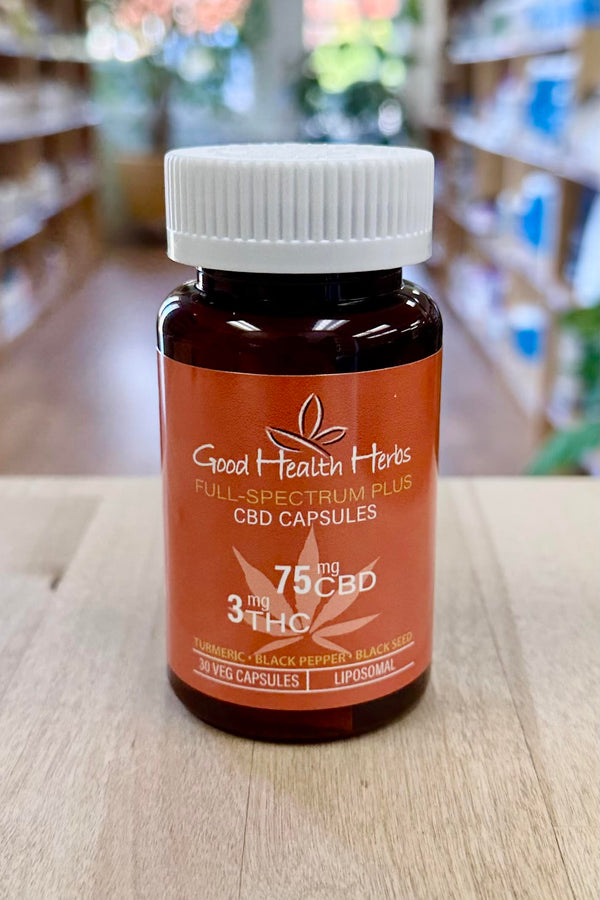 Good Health Herbs
FULL-SPECTRUM PLUS
CBD CAPSULES
75 mg CBD
3 mg THC
TURMERIC • BLACK PEPPER • BLACK SEED
30 VEG CAPSULES | LIPOSOMAL